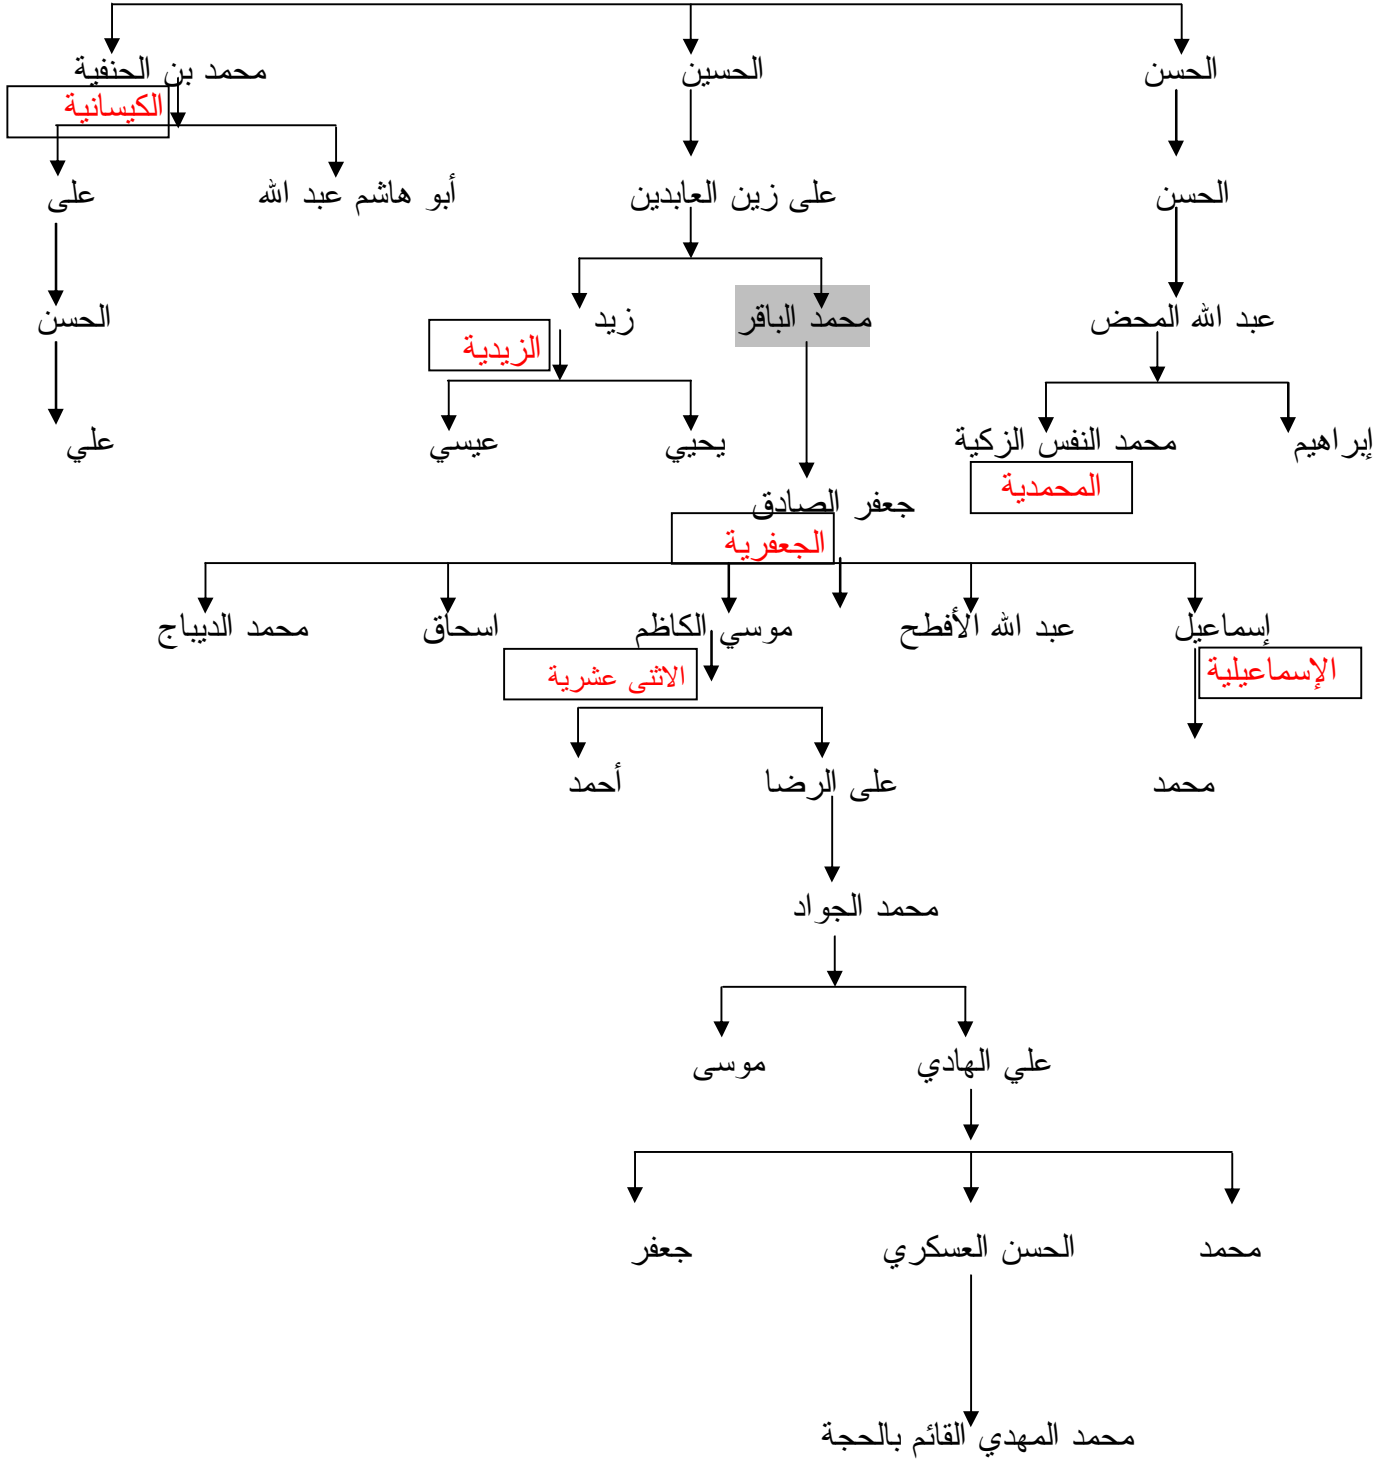 الحسن الحسين محمد بن الحنفية
الكيسانية
الحسن على زين العابدين أبو هاشم عبد الله على
عبد الله المحض محمد الباقر زيد الحسن
الزيدية
إبراهيم محمد النفس الزكية يحيي عيسي علي
المحمدية
جعفر الصادق
الجعفرية
إسماعيل عبد الله الأفطح موسي الكاظم اسحاق محمد الديباج
الإسماعيلية الاثنى عشرية
محمد على الرضا أحمد
محمد الجواد
علي الهادي موسى
محمد الحسن العسكري جعفر
محمد المهدي القائم بالحجة